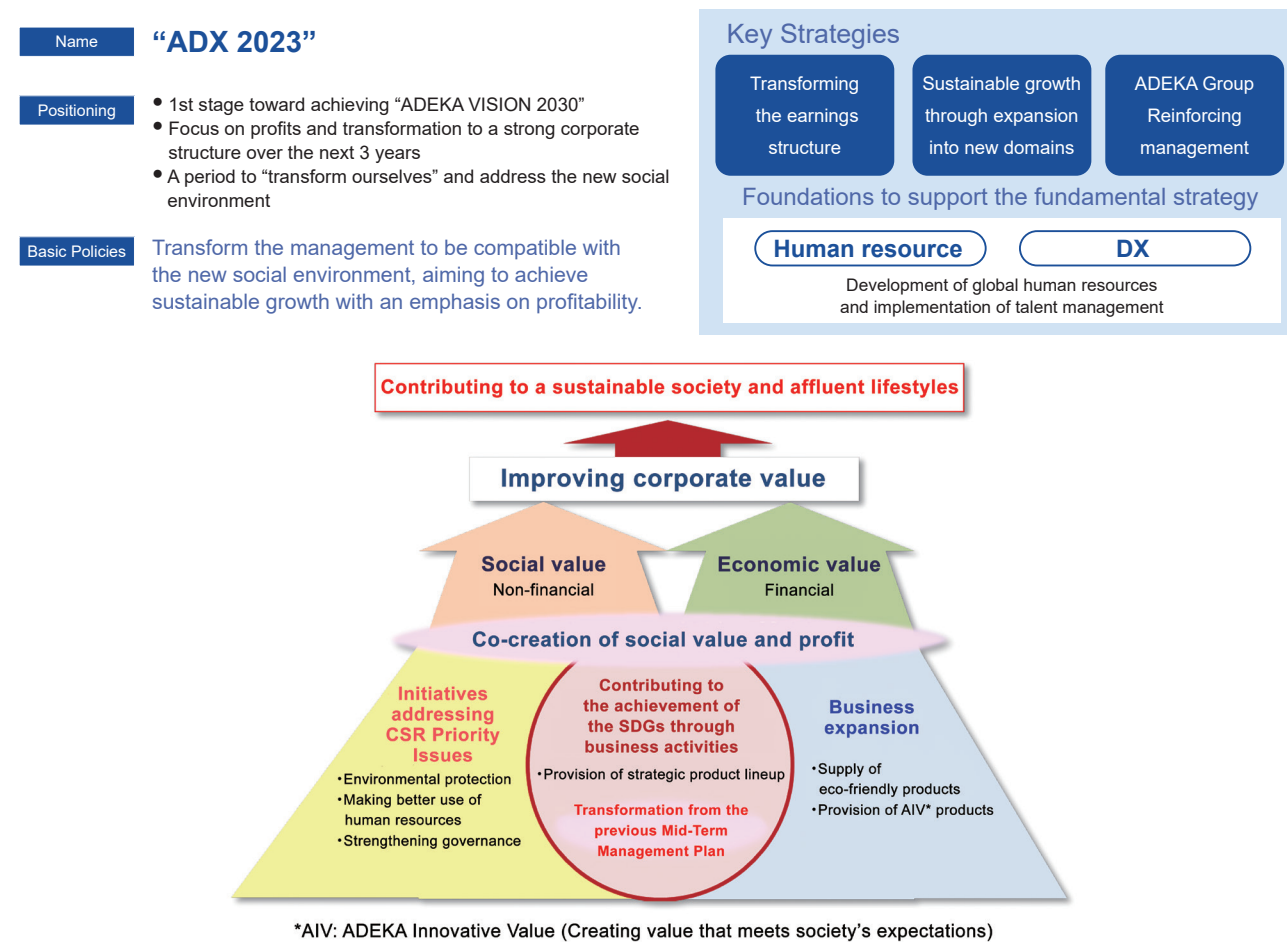 Name
“ADX 2023”
Positioning
• 1st stage toward achieving “ADEKA VISION 2030”
• Focus on profits and transformation to a strong corporate
structure over the next 3 years
• A period to “transform ourselves” and address the new social
environment
Basic Policies
Transform the management to be compatible with
the new social environment, aiming to achieve
sustainable growth with an emphasis on profitability.
Key Strategies
Transforming
the earnings
structure
Sustainable growth
through expansion
into new domains
ADEKA Group
Reinforcing
management
Foundations to support the fundamental strategy
Human resource
DX
Development of global human resources
and implementation of talent management
Contributing to a sustainable society and affluent lifestyles
Improving corporate value
Social value
Non-financial
Economic value
Financial
Co-creation of social value and profit
Initiatives
addressing
CSR Priority
Issues
・Environmental protection
・Making better use of
human resources
・Strengthening governance
Contributing to
the achievement of
the SDGs through
business activities
・Provision of strategic product lineup
Transformation from the
previous Mid-Term
Management Plan
Business
expansion
・Supply of
eco-friendly products
・Provision of AIV* products
*AIV: ADEKA Innovative Value (Creating value that meets society’s expectations)